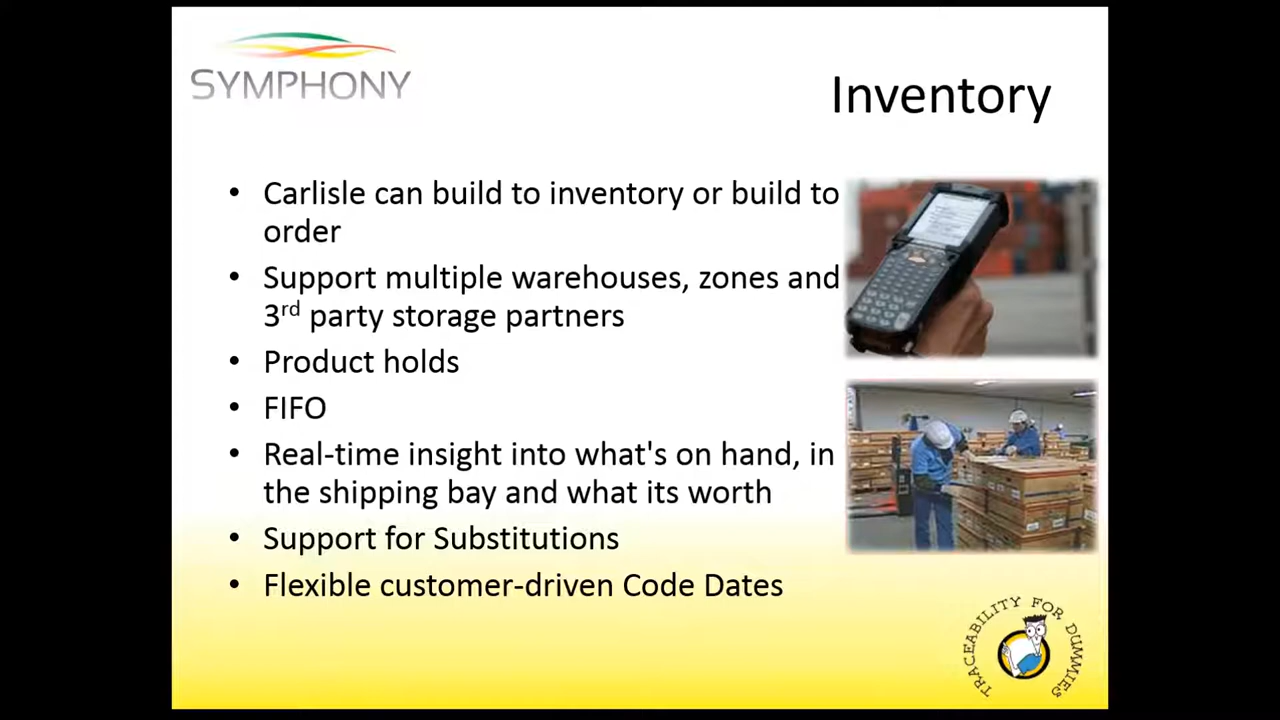 SYMPHONY
Inventory
• Carlisle can build to inventory or build to
order
• Support multiple warehouses, zones and
3rd party storage partners
• Product holds
• FIFO
• Real-time insight into what's on hand, in
the shipping bay and what its worth
• Support for Substitutions
• Flexible customer-driven Code Dates
TRACEABILITY FOR DUMMIES